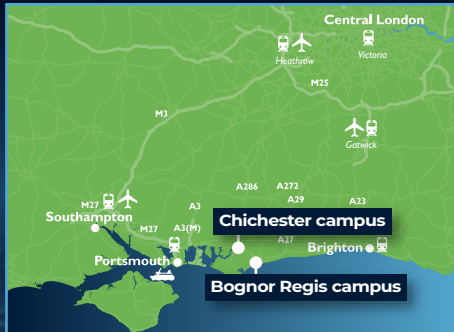 Central London
Victoria
Heathrow
M25
M3
Gatwick
A286
A272
A29
A23
A3
M27
Southampton
M27
A3(M)
Chichester campus
A27
Brighton
Portsmouth
Bognor Regis campus